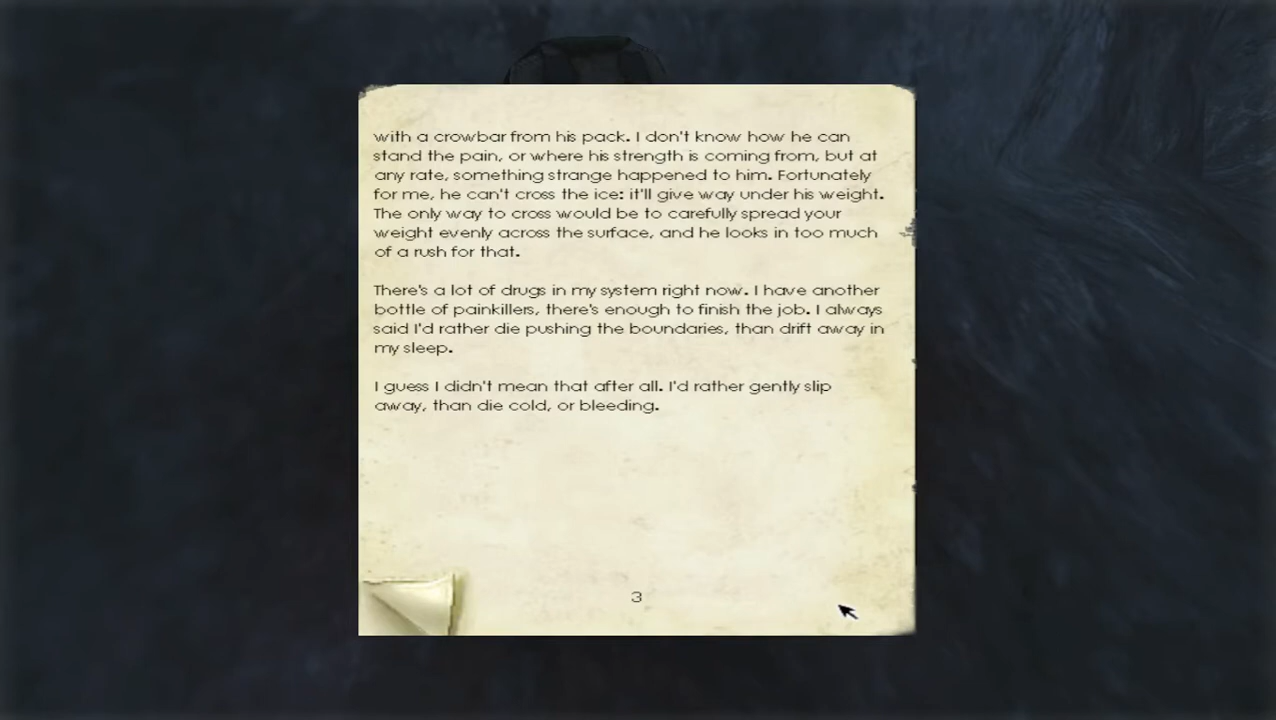 with a crowbar from his pack. I don't know how he can
stand the pain, or where his strength is coming from, but at
any rate, something strange happened to him. Fortunately
for me, he can't cross the ice: it'll give way under his weight.
The only way to cross would be to carefully spread your
weight evenly across the surface, and he looks in too much
of a rush for that.
There's a lot of drugs in my system right now. I have another
bottle of painkillers, there's enough to finish the job. I always
said I'd rather die pushing the boundaries, than drift away in
my sleep.
I guess I didn't mean that after all. I'd rather gently slip
away, than die cold, or bleeding.
3